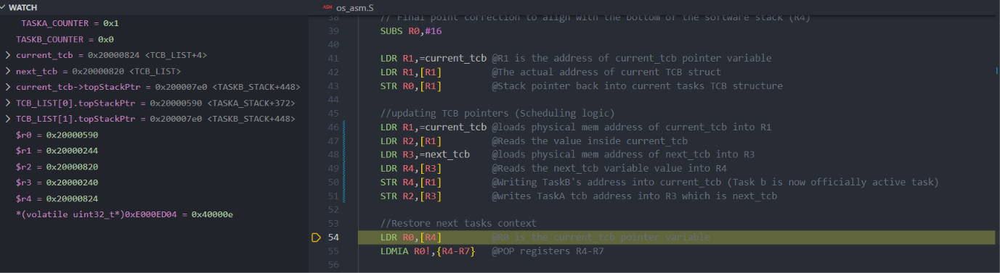 WATCH
TASKA_COUNTER = 0x1
TASKB_COUNTER = 0x0
current_tcb = 0x20000824 <TCB_LIST+4>
next_tcb = 0x20000820 <TCB_LIST>
current_tcb->topStackPtr = 0x200007e0 <TASKB_STACK+448>
TCB_LIST[0].topStackPtr = 0x20000590 <TASKA_STACK+372>
TCB_LIST[1].topStackPtr = 0x200007e0 <TASKB_STACK+448>
$r0 = 0x20000590
$r1 = 0x20000244
$r2 = 0x20000820
$r3 = 0x20000240
$r4 = 0x20000824
*(volatile uint32_t*)0xE000ED04 = 0x40000e
ASM os_asm.S
38 // Final point correction to align with the bottom of the software stack (R4)
39 SUBS R0,#16
40
41 LDR R1,=current_tcb @R1 is the address of current_tcb pointer variable
42 LDR R1,[R1] @The actual address of current TCB struct
43 STR R0,[R1] @Stack pointer back into current tasks TCB structure
44
45 //updating TCB pointers (Scheduling logic)
46 LDR R1,=current_tcb @loads physical mem address of current_tcb into R1
47 LDR R2,[R1] @Reads the value inside current_tcb
48 LDR R3,=next_tcb @loads physical mem address of next_tcb into R3
49 LDR R4,[R3] @Reads the next_tcb variable value into R4
50 STR R4,[R1] @Writing TaskB's address into current_tcb (Task b is now officially active task)
51 STR R2,[R3] @writes TaskA tcb address into R3 which is next_tcb
52
53 //Restore next tasks context
54 LDR R0,[R4] @R0 is the current_tcb pointer variable
55 LDMIA R0!,{R4-R7} @POP registers R4-R7
56